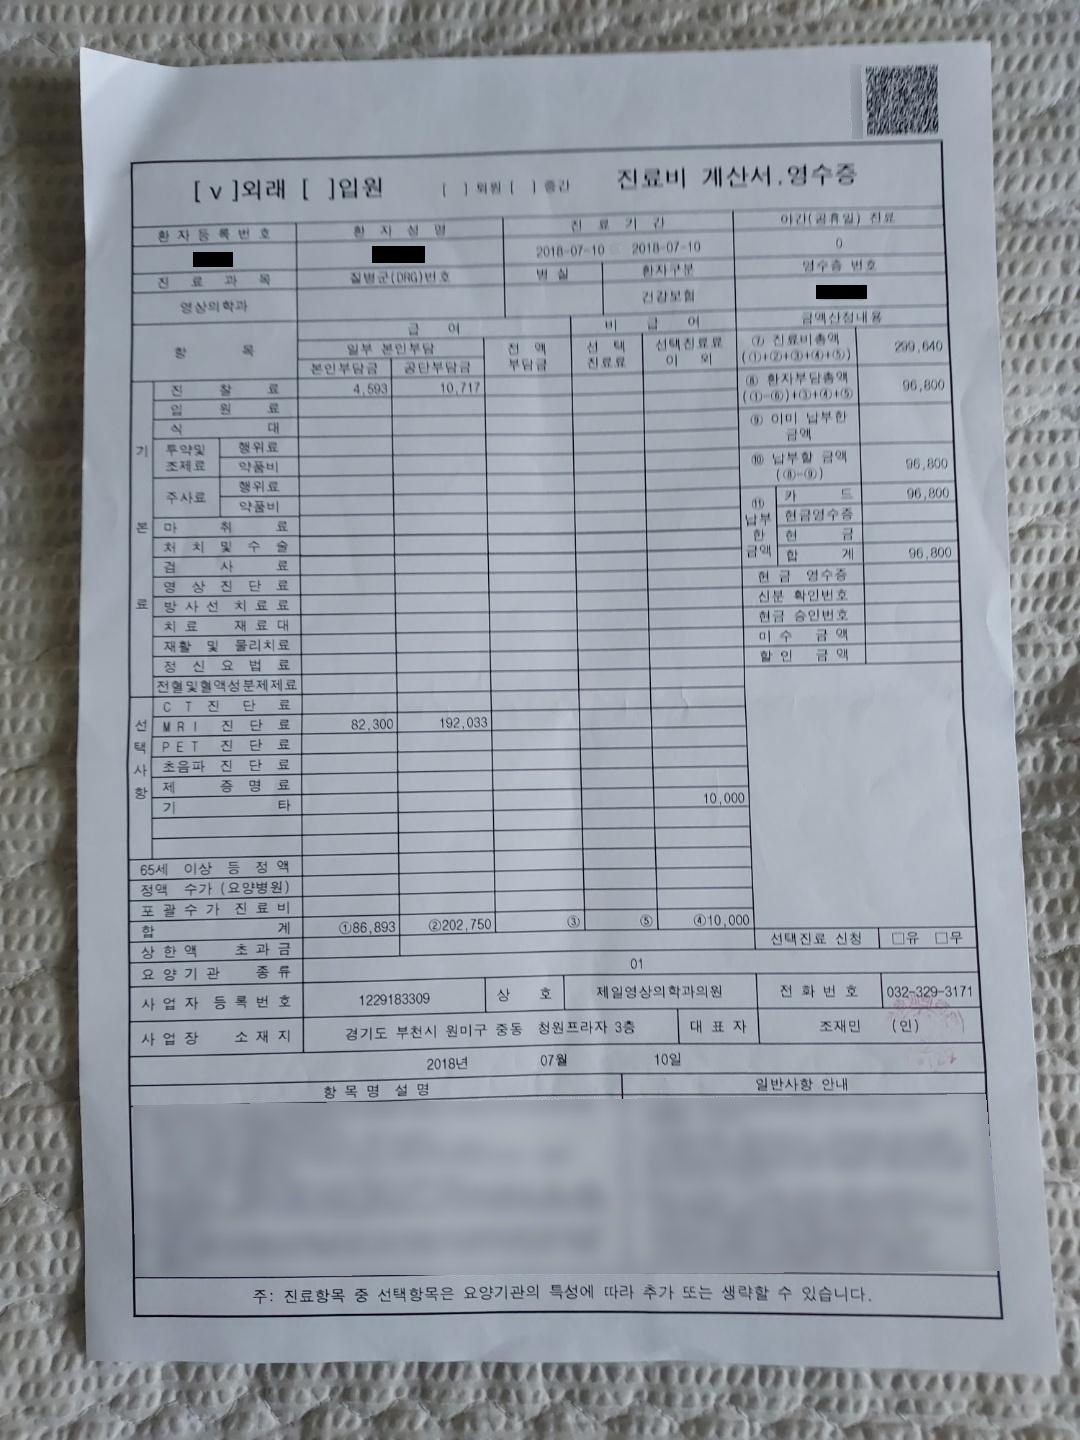 [ v ]외래 [ ]입원 [ ] 퇴원 [ ] 중간 진료비 계산서.영수증
환자등록번호 환 자 성 명 진 료 기 간 야간(공휴일) 진료
2018-07-10 2018-07-10 0
진 료 과 목 질병군(DRG)번호 병 실 환자구분 영수증 번호
영상의학과 건강보험
항 목 급 여 비 급 여 금액산정내용
일부 본인부담 전 액 부담금 선 택 진료료 선택진료료 이 외
본인부담금 공단부담금
⑦ 진료비총액 (①+②+③+④+⑤) 299,640
기 본 료
진 찰 료 4,593 10,717
⑧ 환자부담총액 (①-⑥)+③+④+⑤ 96,800
입 원 료
식 대
⑨ 이미 납부한 금액
투약및 조제료 행위료
약품비
⑩ 납부할 금액 (⑧-⑨) 96,800
주사료 행위료
약품비
⑪ 납부한 금액 카 드 96,800
현금영수증
마 취 료
현 금
처 치 및 수 술
합 계 96,800
검 사 료
현 금 영수증
영 상 진 단 료
신분 확인번호
방 사 선 치 료 료
현금 승인번호
치 료 재 료 대
미 수 금 액
재활 및 물리치료
할 인 금 액
정 신 요 법 료
전혈및혈액성분제제료
선 택 사 항
C T 진 단 료
M R I 진 단 료 82,300 192,033
P E T 진 단 료
초음파 진 단 료
제 증 명 료
기 타 10,000
65세 이상 등 정 액
정액 수가 (요양병원)
포 괄 수 가 진 료 비
합 계 ①86,893 ②202,750 ③ ⑤ ④10,000
상 한 액 초 과 금 선택진료 신청 □유 □무
요 양 기 관 종 류 01
사 업 자 등 록 번 호 1229183309 상 호 제일영상의학과의원 전 화 번 호 032-329-3171
사 업 장 소 재 지 경기도 부천시 원미구 중동 청원프라자 3층 대 표 자 조재민 (인)
2018년 07월 10일
항 목 명 설 명 일반사항 안내
주: 진료항목 중 선택항목은 요양기관의 특성에 따라 추가 또는 생략할 수 있습니다.